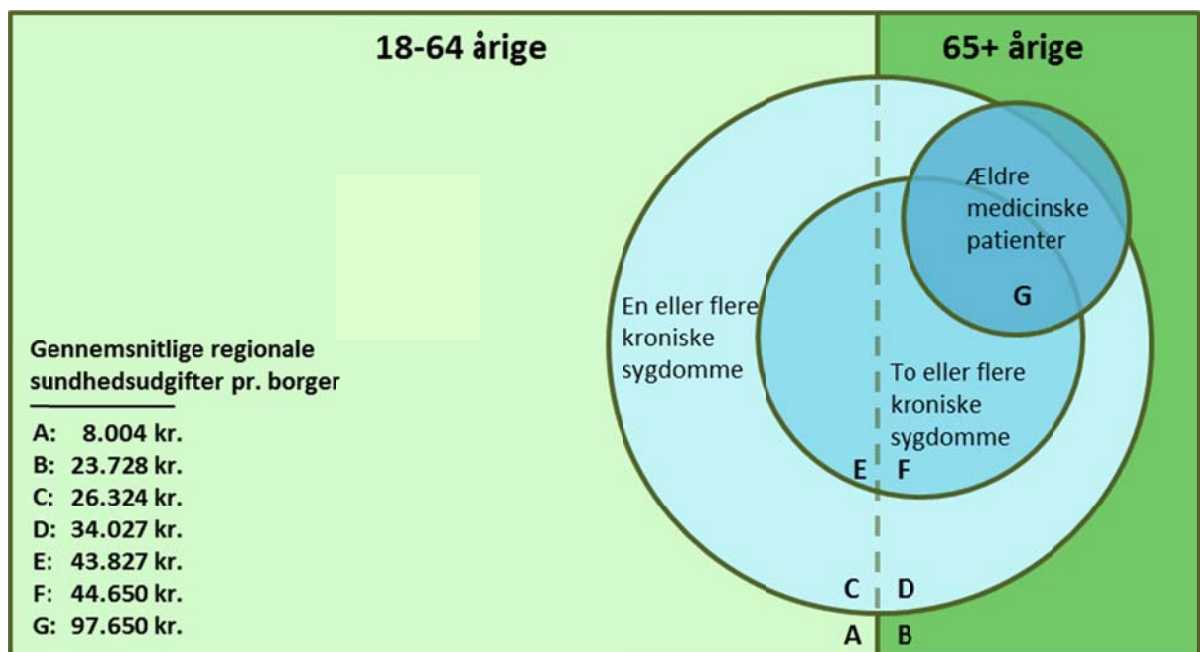 18-64 årige
65+ årige
Ældre
medicinske
patienter
G
En eller flere
kroniske
sygdomme
To eller flere
kroniske
sygdomme
E F
C D
A B
Gennemsnitlige regionale
sundhedsudgifter pr. borger
A: 8.004 kr.
B: 23.728 kr.
C: 26.324 kr.
D: 34.027 kr.
E: 43.827 kr.
F: 44.650 kr.
G: 97.650 kr.